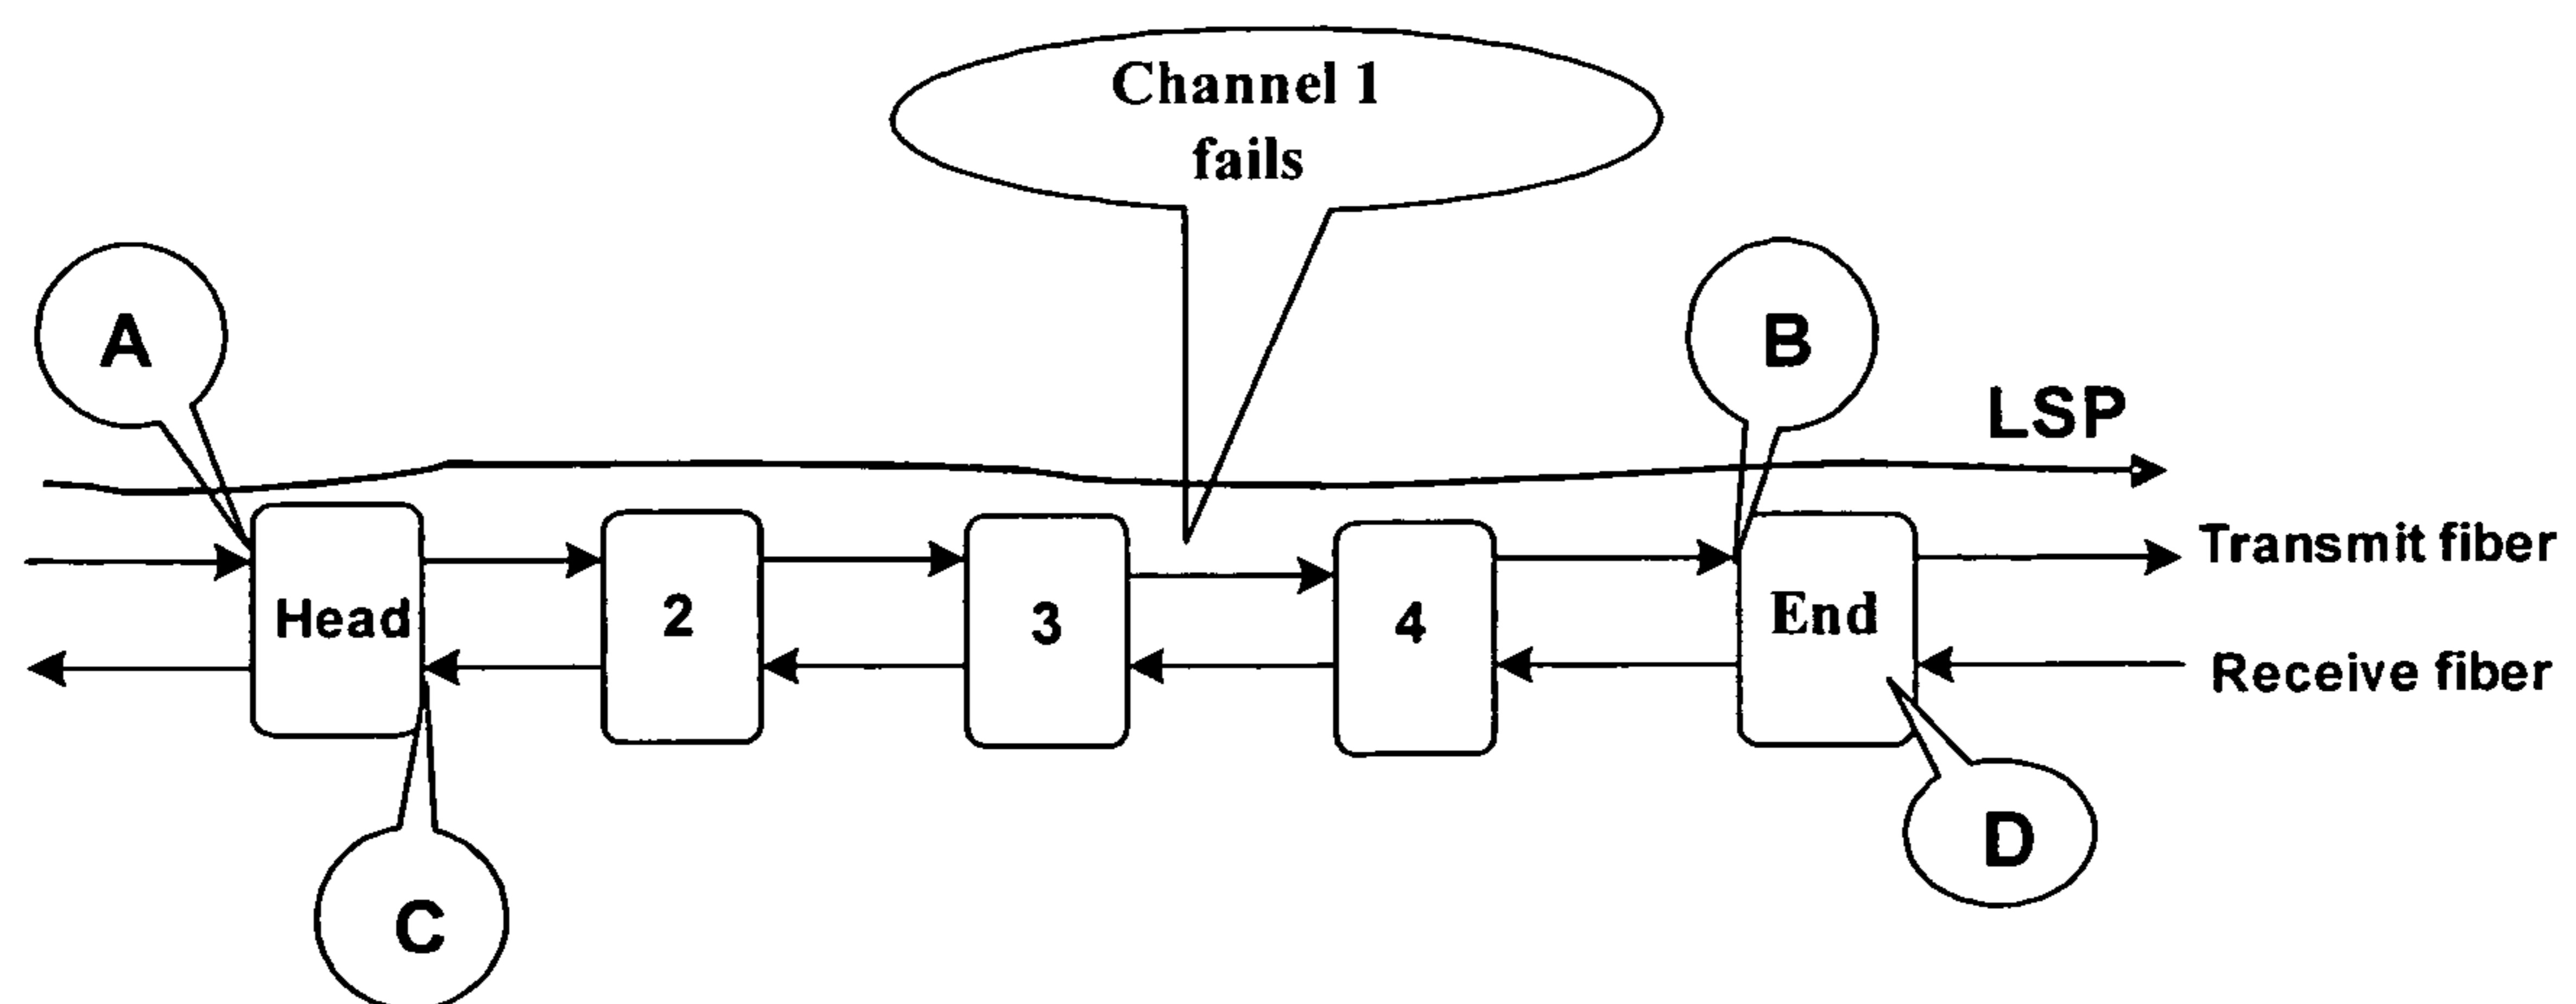 Channel 1
fails
A
B
LSP
Transmit fiber
Head
2
3
4
End
Receive fiber
D
C